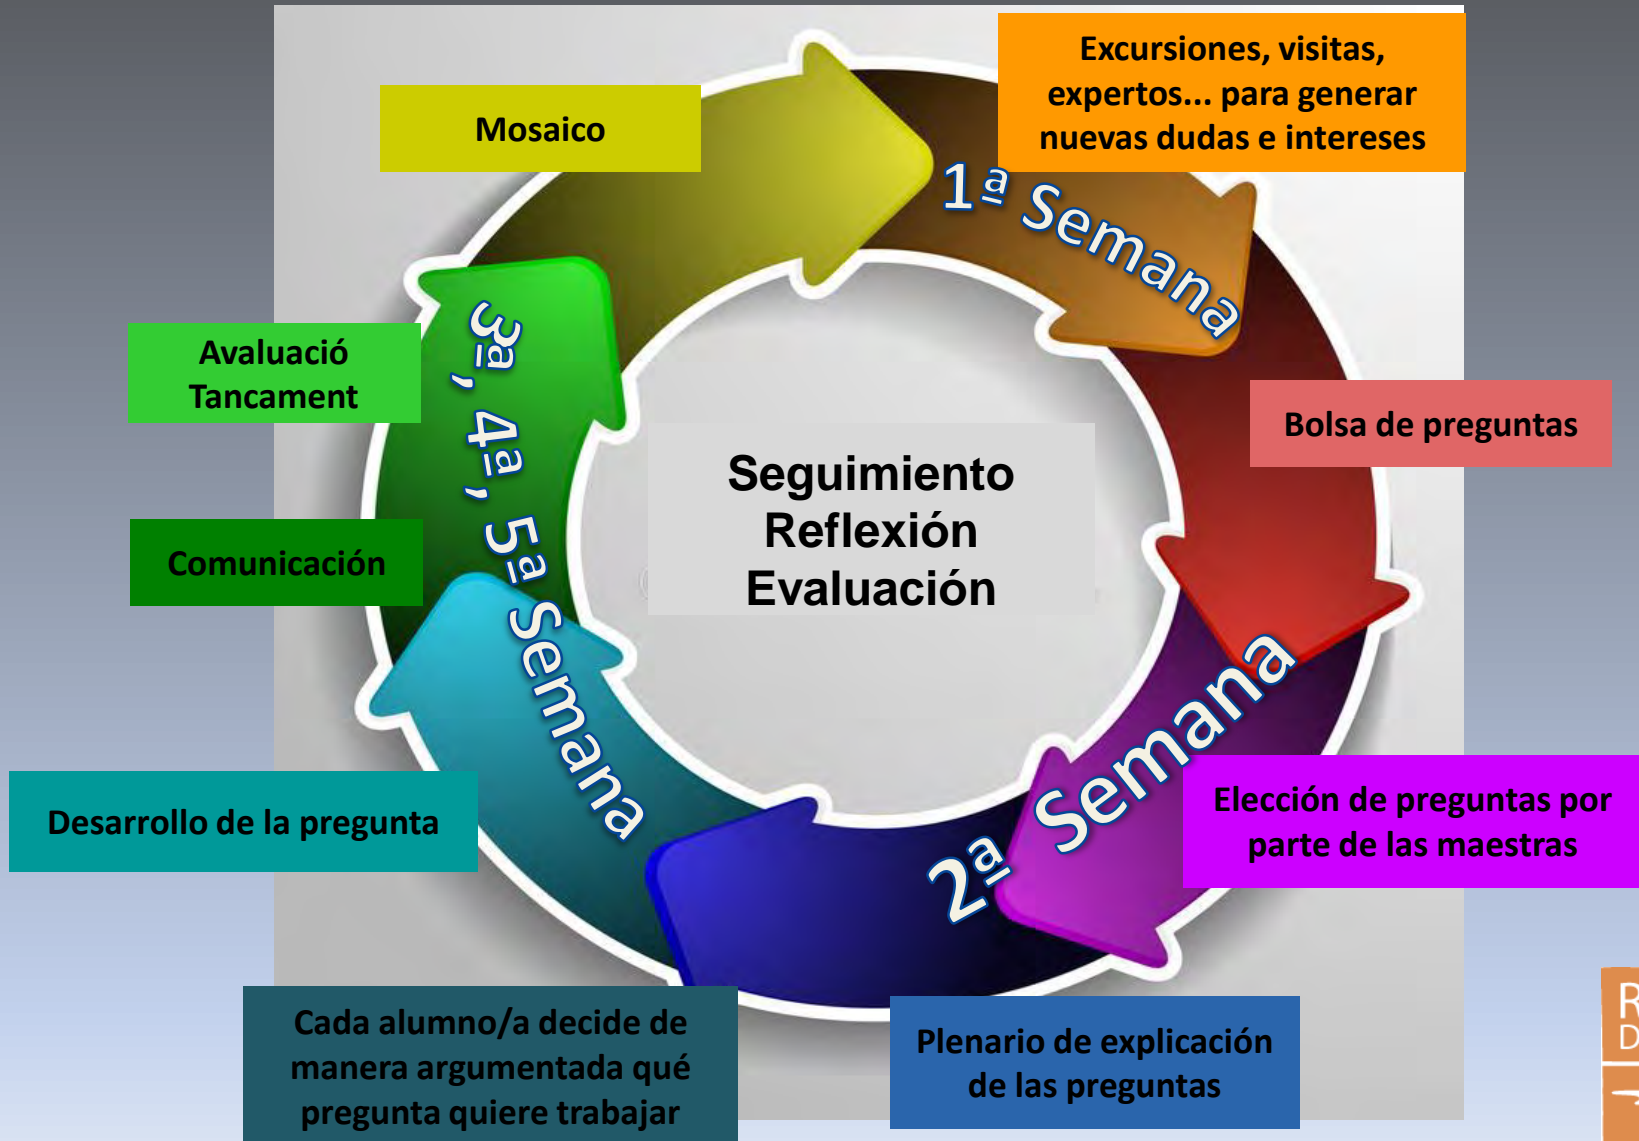 Mosaico
Excursiones, visitas,
expertos... para generar
nuevas dudas e intereses
1ª Semana
Bolsa de preguntas
2ª Semana
Elección de preguntas por
parte de las maestras
Plenario de explicación
de las preguntas
Cada alumno/a decide de
manera argumentada qué
pregunta quiere trabajar
3ª, 4ª, 5ª Semana
Desarrollo de la pregunta
Comunicación
Avaluació
Tancament
Seguimiento
Reflexión
Evaluación